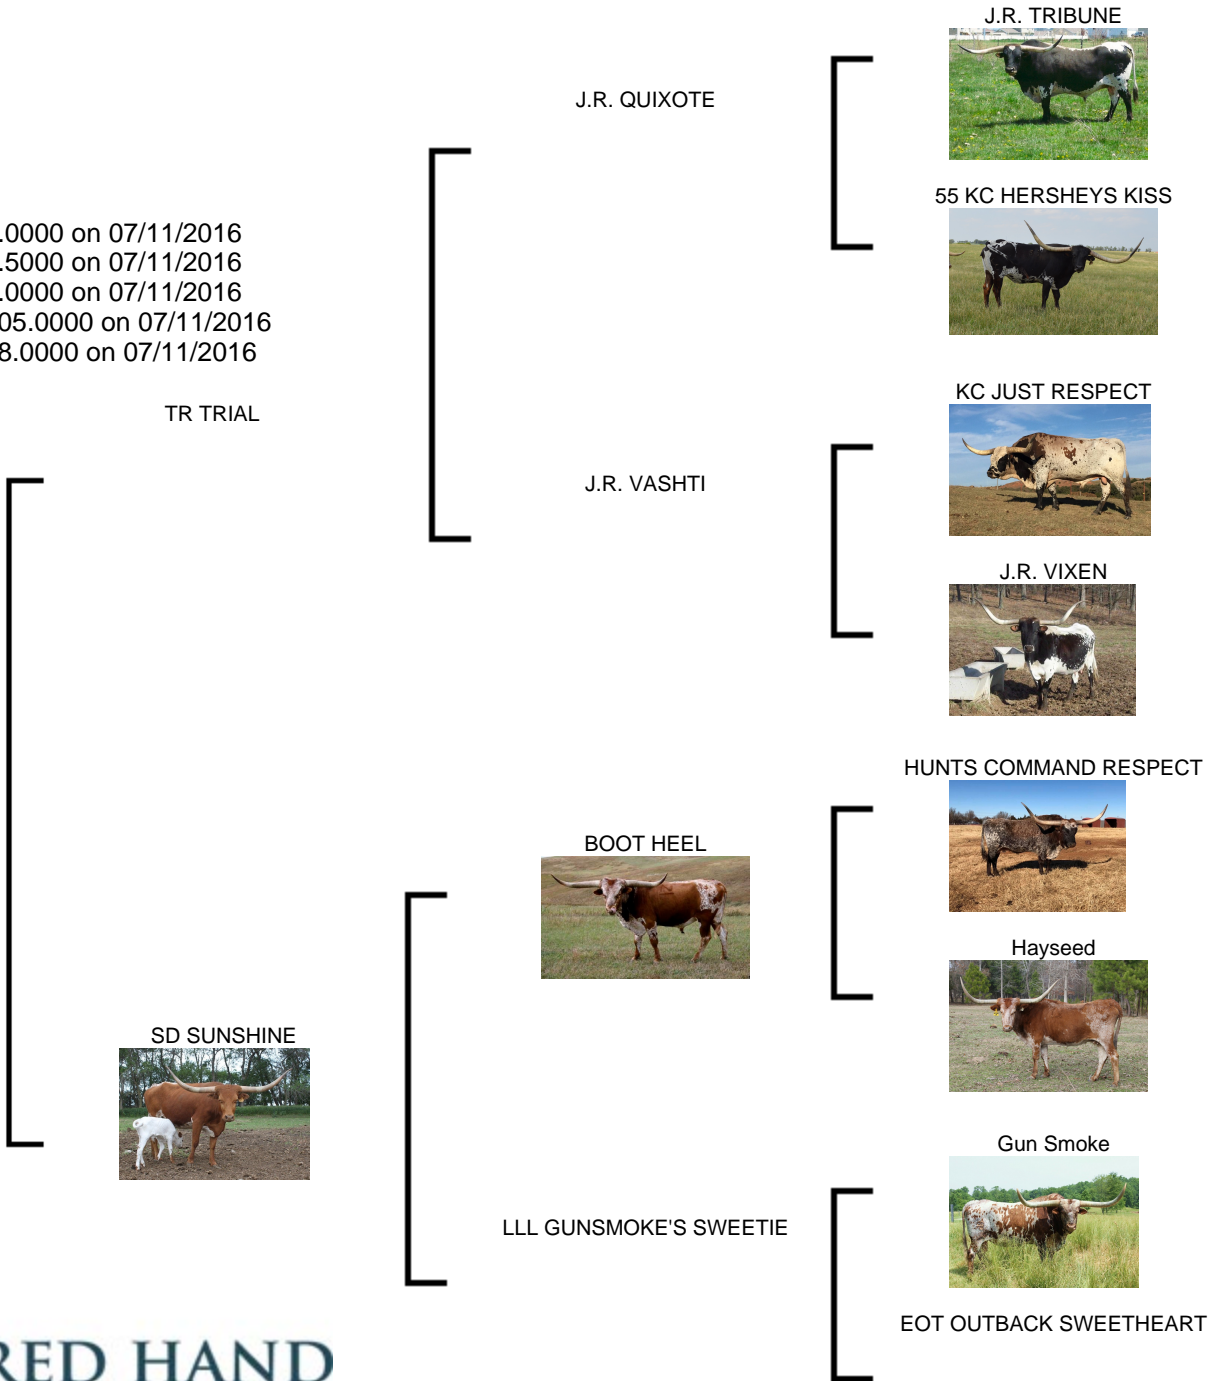 J.R. TRIBUNE
J.R. QUIXOTE
55 KC HERSHEYS KISS
.0000 on 07/11/2016
.5000 on 07/11/2016
.0000 on 07/11/2016
05.0000 on 07/11/2016
8.0000 on 07/11/2016
KC JUST RESPECT
TR TRIAL
J.R. VASHTI
J.R. VIXEN
HUNTS COMMAND RESPECT
BOOT HEEL
Hayseed
SD SUNSHINE
Gun Smoke
LLL GUNSMOKE'S SWEETIE
EOT OUTBACK SWEETHEART
RED HAND